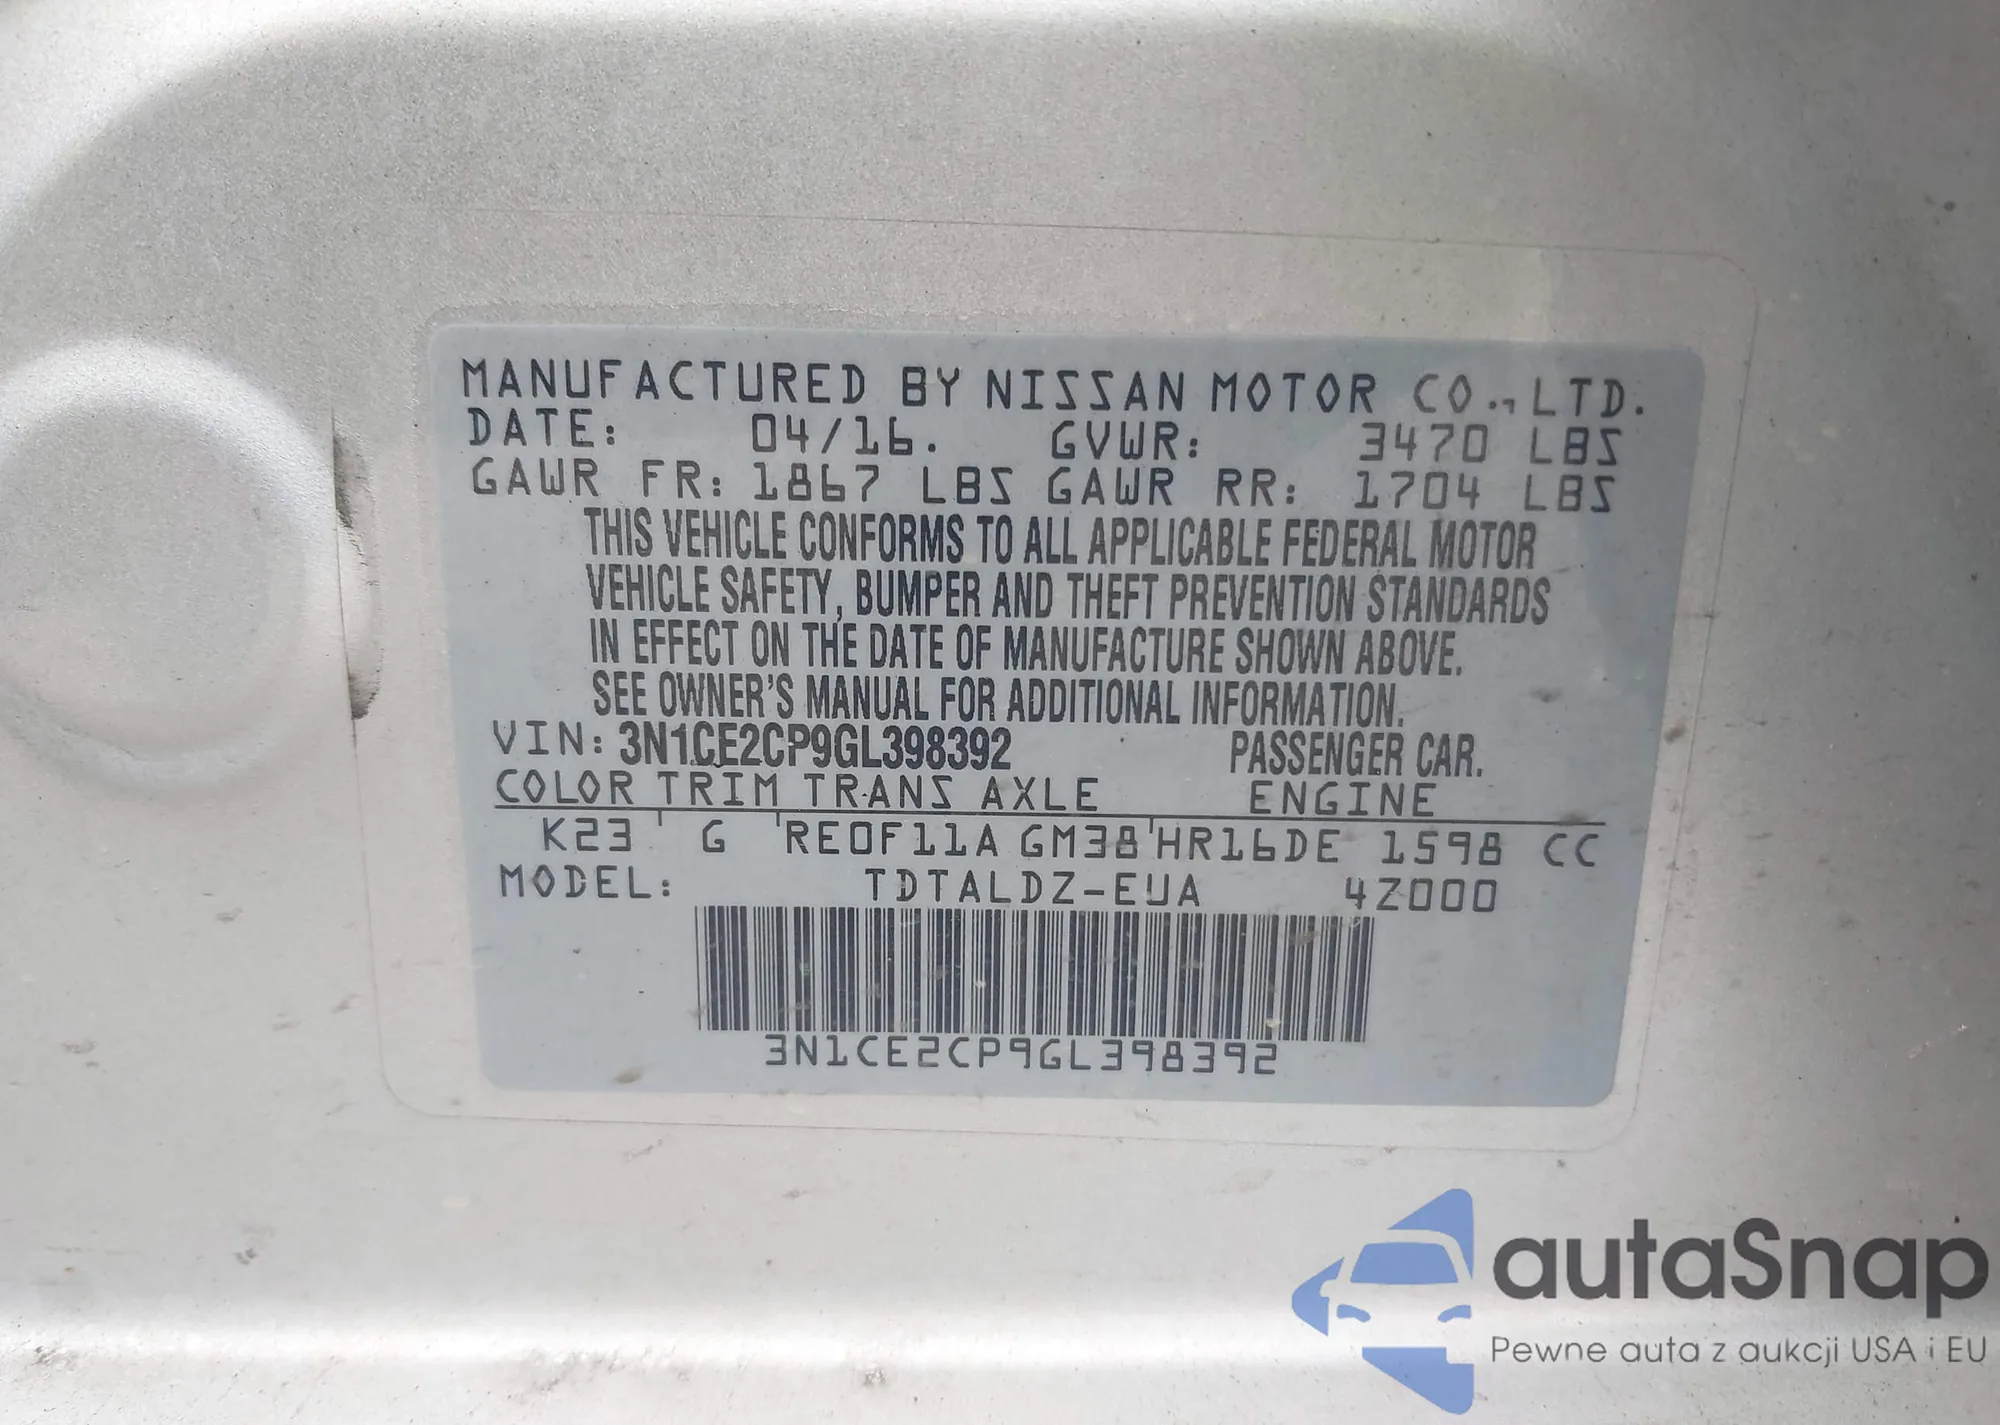 MANUFACTURED BY NISSAN MOTOR CO., LTD.
DATE: 04/16. GVWR: 3470 LBS
GAWR FR: 1867 LBS GAWR RR: 1704 LBS
THIS VEHICLE CONFORMS TO ALL APPLICABLE FEDERAL MOTOR
VEHICLE SAFETY, BUMPER AND THEFT PREVENTION STANDARDS
IN EFFECT ON THE DATE OF MANUFACTURE SHOWN ABOVE.
SEE OWNER'S MANUAL FOR ADDITIONAL INFORMATION.
VIN: 3N1CE2CP9GL398392 PASSENGER CAR.
COLOR TRIM TRANS AXLE ENGINE
K23 G RE0F11A GM38 HR16DE 1598 CC
MODEL: TDTALDZ-EUA 4Z000
3N1CE2CP9GL398392
autaSnap
Pewne auta z aukcji USA i EU